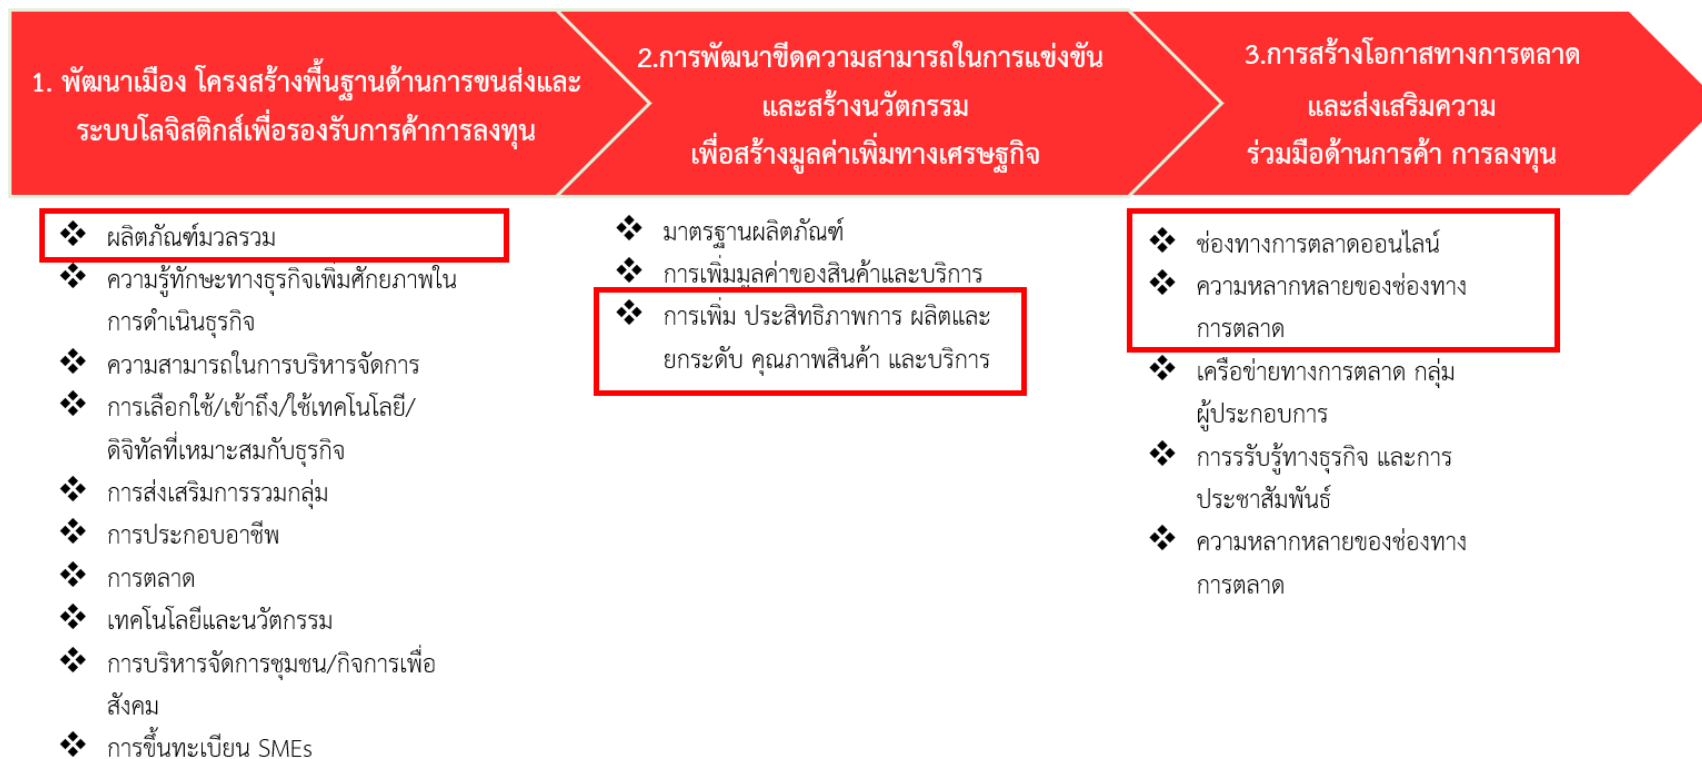 1. พัฒนาเมือง โครงสร้างพื้นฐานด้านการขนส่งและ
ระบบโลจิสติกส์เพื่อรองรับการค้าการลงทุน
2.การพัฒนาขีดความสามารถในการแข่งขัน
และสร้างนวัตกรรม
เพื่อสร้างมูลค่าเพิ่มทางเศรษฐกิจ
3.การสร้างโอกาสทางการตลาด
และส่งเสริมความ
ร่วมมือด้านการค้า การลงทุน
❖ ผลิตภัณฑ์มวลรวม
❖ ความรู้ทักษะทางธุรกิจเพิ่มศักยภาพใน
การดำเนินธุรกิจ
❖ ความสามารถในการบริหารจัดการ
❖ การเลือกใช้/เข้าถึง/ใช้เทคโนโลยี/
ดิจิทัลที่เหมาะสมกับธุรกิจ
❖ การส่งเสริมการรวมกลุ่ม
❖ การประกอบอาชีพ
❖ การตลาด
❖ เทคโนโลยีและนวัตกรรม
❖ การบริหารจัดการชุมชน/กิจการเพื่อ
สังคม
❖ การขึ้นทะเบียน SMEs
❖ มาตรฐานผลิตภัณฑ์
❖ การเพิ่มมูลค่าของสินค้าและบริการ
❖ การเพิ่ม ประสิทธิภาพการ ผลิตและ
ยกระดับ คุณภาพสินค้า และบริการ
❖ ช่องทางการตลาดออนไลน์
❖ ความหลากหลายของช่องทาง
การตลาด
❖ เครือข่ายทางการตลาด กลุ่ม
ผู้ประกอบการ
❖ การรรับรู้ทางธุรกิจ และการ
ประชาสัมพันธ์
❖ ความหลากหลายของช่องทาง
การตลาด